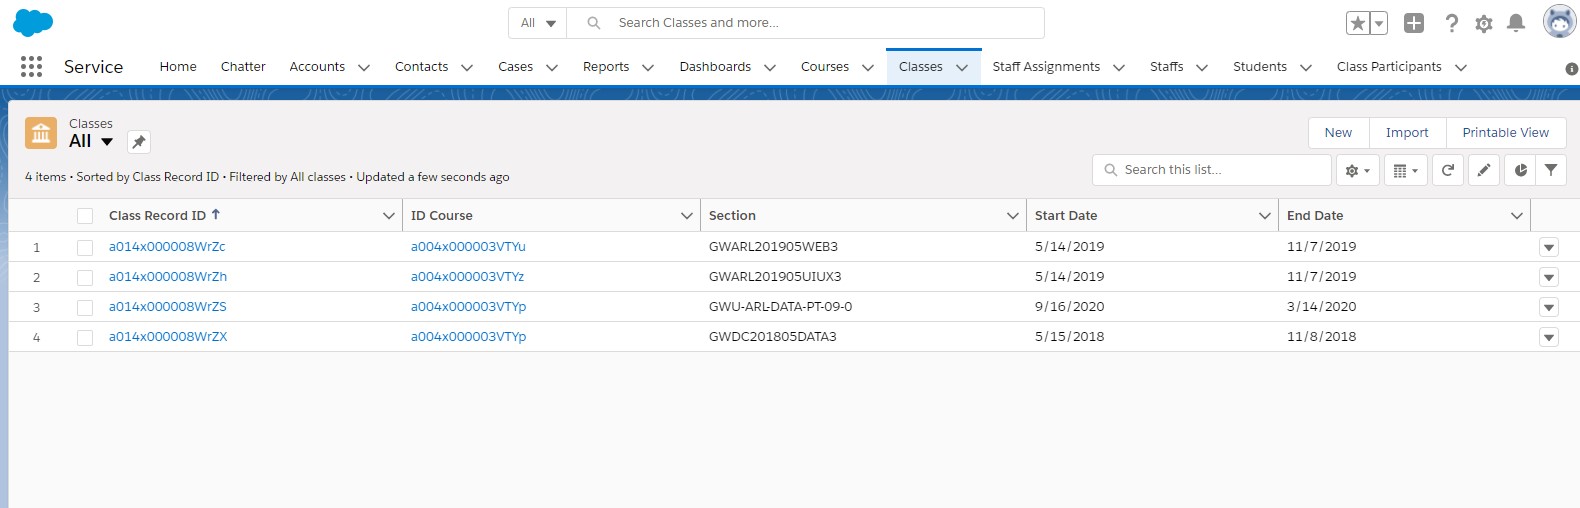 All Search Classes and more...
Service Home Chatter Accounts Contacts Cases Reports Dashboards Courses Classes Staff Assignments Staffs Students Class Participants
Classes
All
New Import Printable View
4 items • Sorted by Class Record ID • Filtered by All classes • Updated a few seconds ago
Search this list...
Class Record ID ID Course Section Start Date End Date
1 a014x000008WrZc a004x000003VTYu GWARL201905WEB3 5/14/2019 11/7/2019
2 a014x000008WrZh a004x000003VTYz GWARL201905UIUX3 5/14/2019 11/7/2019
3 a014x000008WrZS a004x000003VTYp GWU-ARL-DATA-PT-09-0 9/16/2020 3/14/2020
4 a014x000008WrZX a004x000003VTYp GWDC201805DATA3 5/15/2018 11/8/2018